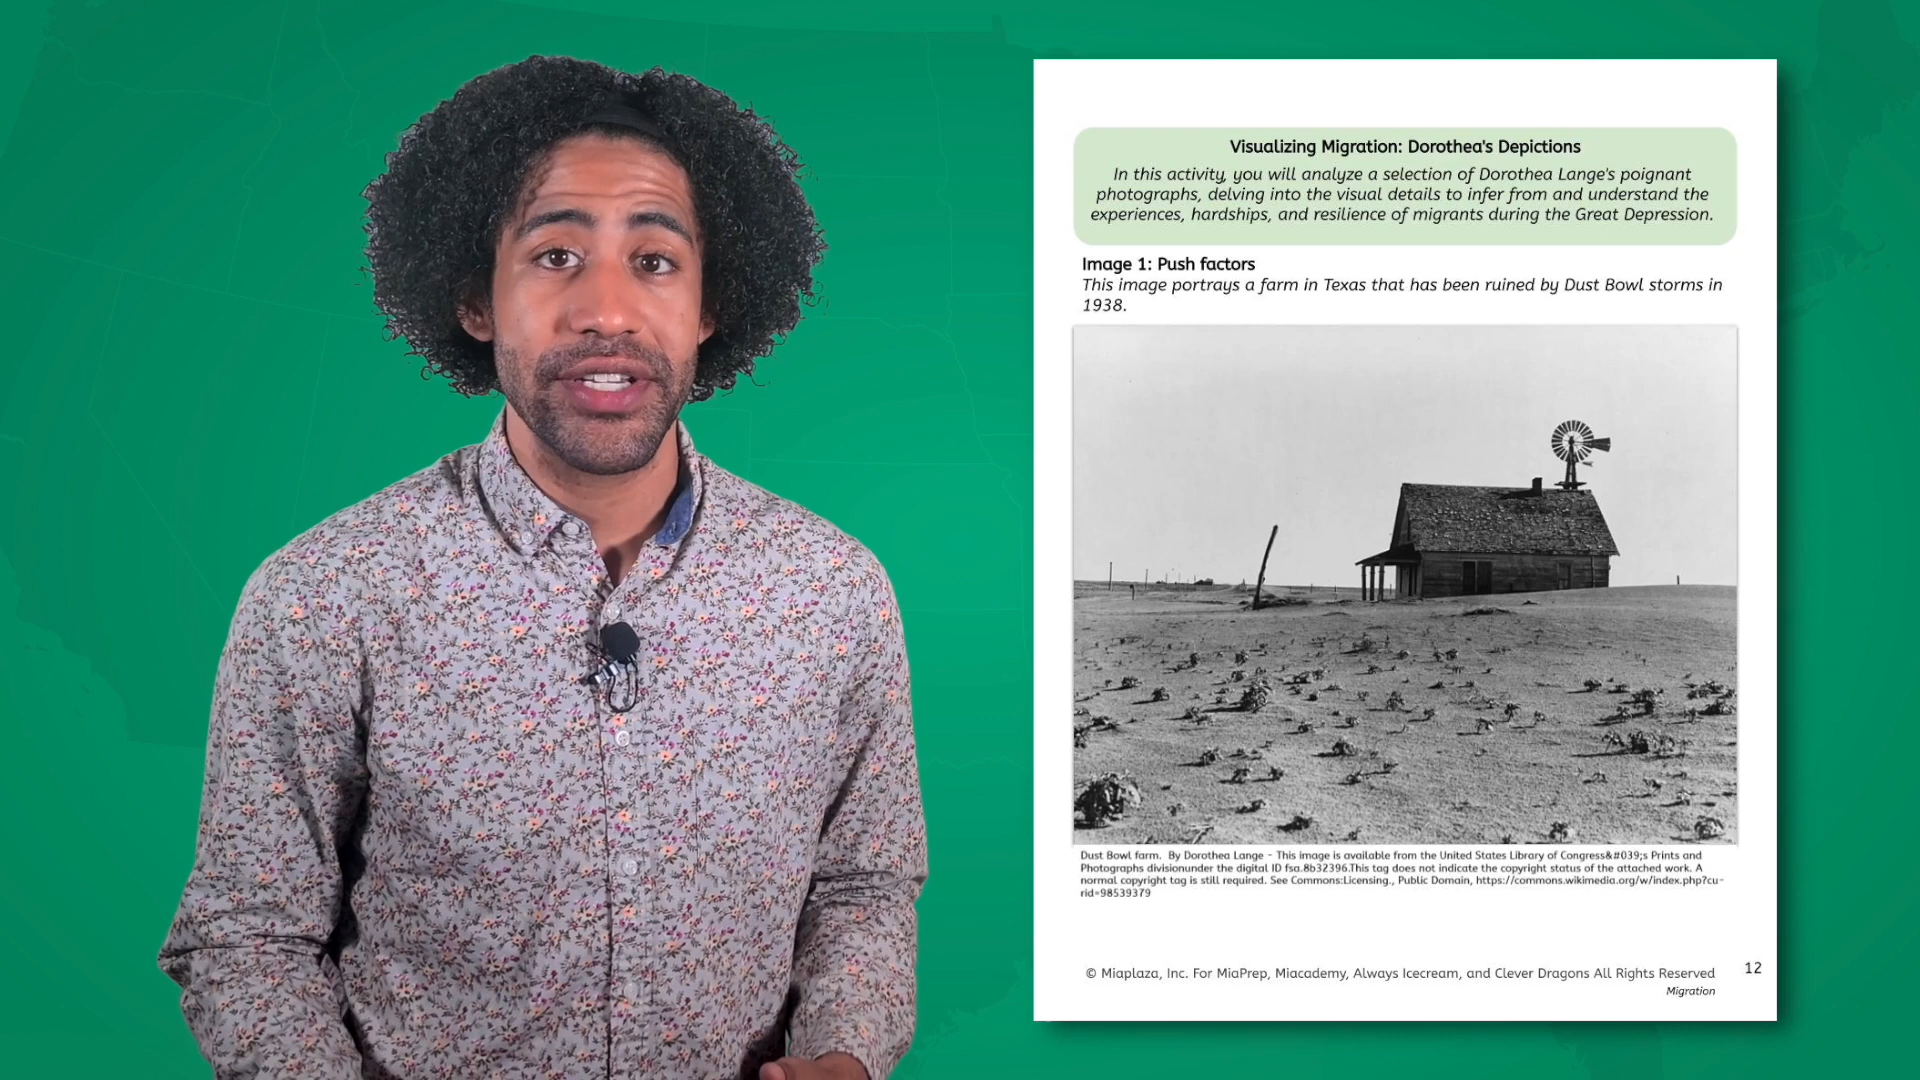 Visualizing Migration: Dorothea's Depictions
In this activity, you will analyze a selection of Dorothea Lange's poignant
photographs, delving into the visual details to infer from and understand the
experiences, hardships, and resilience of migrants during the Great Depression.
Image 1: Push factors
This image portrays a farm in Texas that has been ruined by Dust Bowl storms in
1938.
Dust Bowl farm.  By Dorothea Lange - This image is available from the United States Library of Congress&#039;s Prints and
Photographs divisionunder the digital ID fsa.8b32396.This tag does not indicate the copyright status of the attached work. A
normal copyright tag is still required. See Commons:Licensing., Public Domain, https://commons.wikimedia.org/w/index.php?cu-
rid=98539379
© Miaplaza, Inc. For MiaPrep, Miacademy, Always Icecream, and Clever Dragons All Rights Reserved
12
Migration